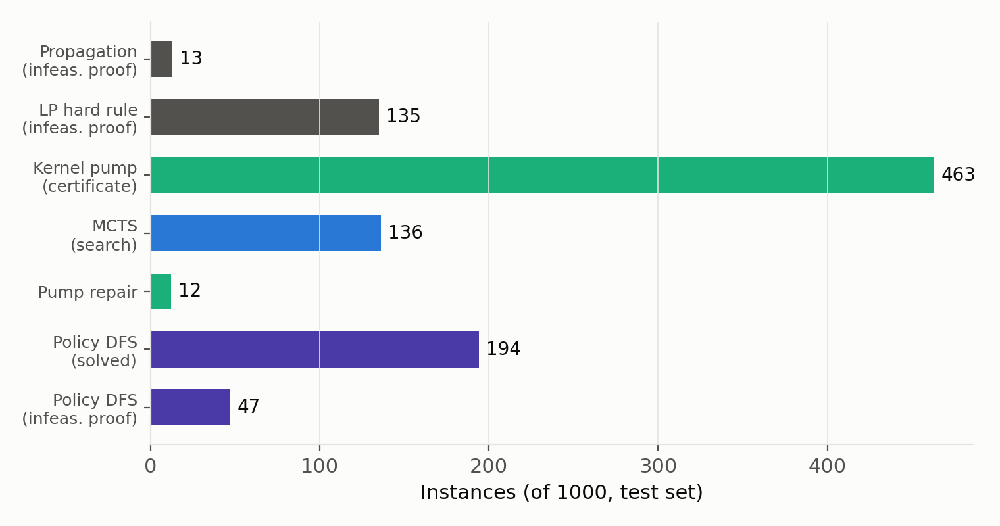 Propagation
(infeas. proof)
13
LP hard rule
(infeas. proof)
135
Kernel pump
(certificate)
463
MCTS
(search)
136
Pump repair
12
Policy DFS
(solved)
194
Policy DFS
(infeas. proof)
47
0 100 200 300 400
Instances (of 1000, test set)